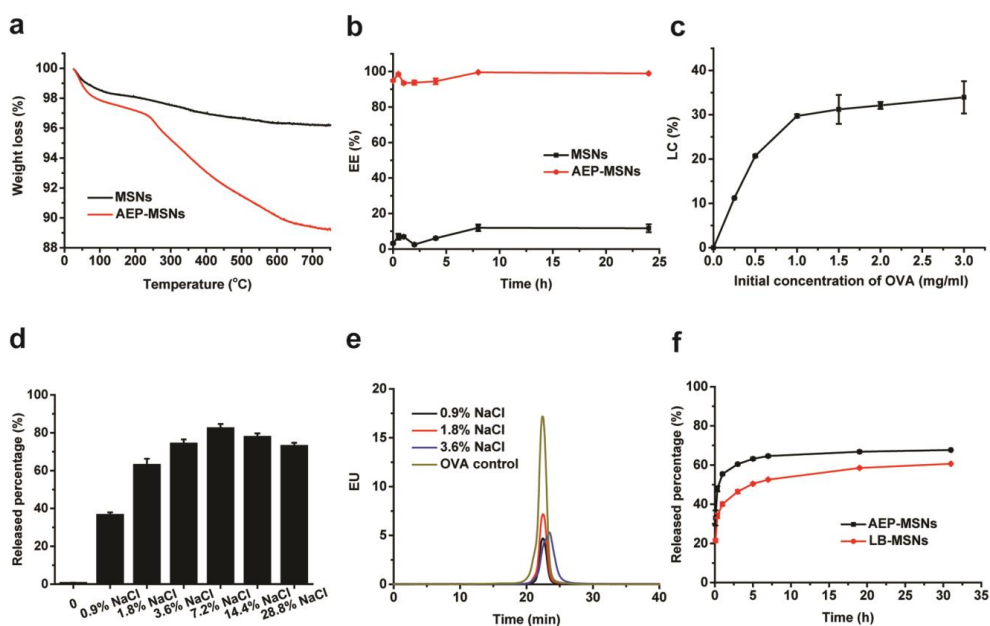 a
100
98
96
94
92
90
88
Weight loss (%)
MSNs
AEP-MSNs
0 100 200 300 400 500 600 700
Temperature (°C)
b
100
80
60
40
20
0
EE (%)
MSNs
AEP-MSNs
0 5 10 15 20 25
Time (h)
c
40
30
20
10
0
LC (%)
0.0 0.5 1.0 1.5 2.0 2.5 3.0
Initial concentration of OVA (mg/ml)
d
100
80
60
40
20
0
Released percentage (%)
0
0.9% NaCl
1.8% NaCl
3.6% NaCl
7.2% NaCl
14.4% NaCl
28.8% NaCl
e
20
15
10
5
0
EU
0.9% NaCl
1.8% NaCl
3.6% NaCl
OVA control
0 10 20 30 40
Time (min)
f
100
80
60
40
20
0
Released percentage (%)
AEP-MSNs
LB-MSNs
0 5 10 15 20 25 30 35
Time (h)